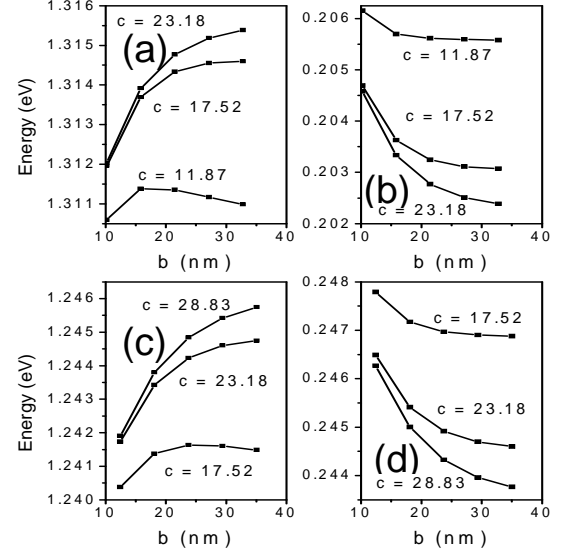 1.316
1.315
1.314
1.313
1.312
1.311
Energy (eV)
c = 23.18
(a)
c = 17.52
c = 11.87
10 20 30 40
b (nm)
0.206
0.205
0.204
0.203
0.202
c = 11.87
c = 17.52
(b)
c = 23.18
10 20 30 40
b (nm)
1.246
1.245
1.244
1.243
1.242
1.241
1.240
Energy (eV)
c = 28.83
(c)
c = 23.18
c = 17.52
10 20 30 40
b (nm)
0.248
0.247
0.246
0.245
0.244
c = 17.52
c = 23.18
(d)
c = 28.83
10 20 30 40
b (nm)